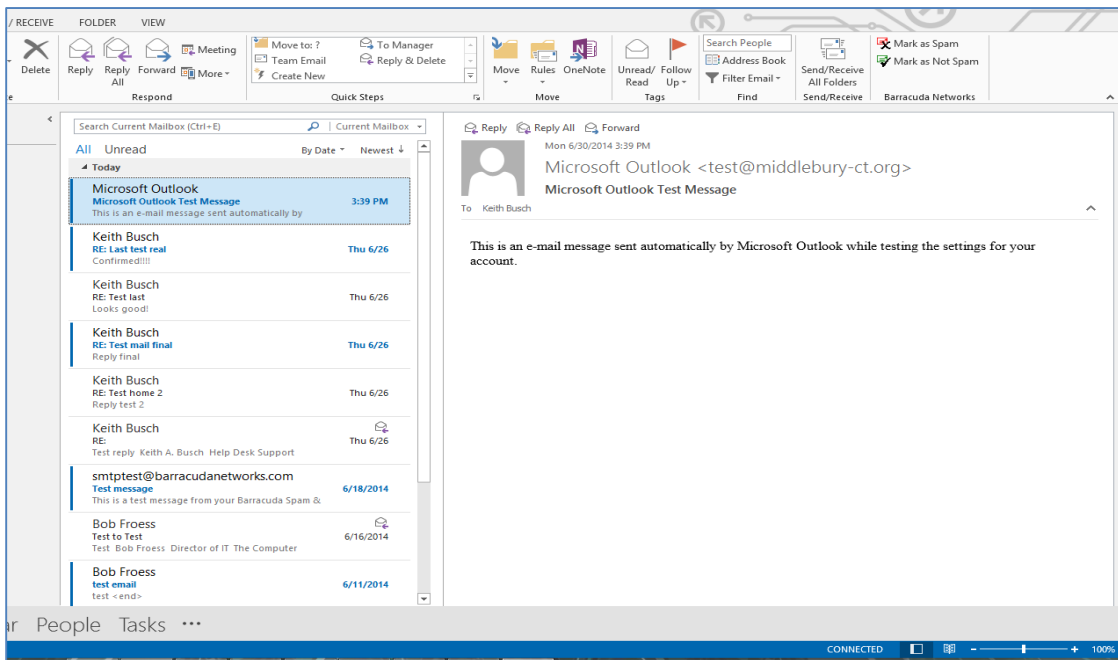 / RECEIVE FOLDER VIEW
Delete
Reply
Reply All
Forward
Meeting
More
Respond
Move to: ?
Team Email
Create New
To Manager
Reply & Delete
Quick Steps
Move
Rules
OneNote
Move
Unread/ Read
Follow Up
Tags
Search People
Address Book
Filter Email
Find
Send/Receive All Folders
Send/Receive
Mark as Spam
Mark as Not Spam
Barracuda Networks
Search Current Mailbox (Ctrl+E) Current Mailbox
All Unread By Date Newest ↓
Today
Microsoft Outlook
Microsoft Outlook Test Message 3:39 PM
This is an e-mail message sent automatically by
Keith Busch
RE: Last test real Thu 6/26
Confirmed!!!!
Keith Busch
RE: Test last Thu 6/26
Looks good!
Keith Busch
RE: Test mail final Thu 6/26
Reply final
Keith Busch
RE: Test home 2 Thu 6/26
Reply test 2
Keith Busch
RE: Thu 6/26
Test reply Keith A. Busch Help Desk Support
smtptest@barracudanetworks.com
Test message 6/18/2014
This is a test message from your Barracuda Spam &
Bob Froess
Test to Test 6/16/2014
Test Bob Froess Director of IT The Computer
Bob Froess
test email 6/11/2014
test <end>
Reply Reply All Forward
Mon 6/30/2014 3:39 PM
Microsoft Outlook <test@middlebury-ct.org>
Microsoft Outlook Test Message
To Keith Busch
This is an e-mail message sent automatically by Microsoft Outlook while testing the settings for your
account.
ar People Tasks •••
CONNECTED 100%